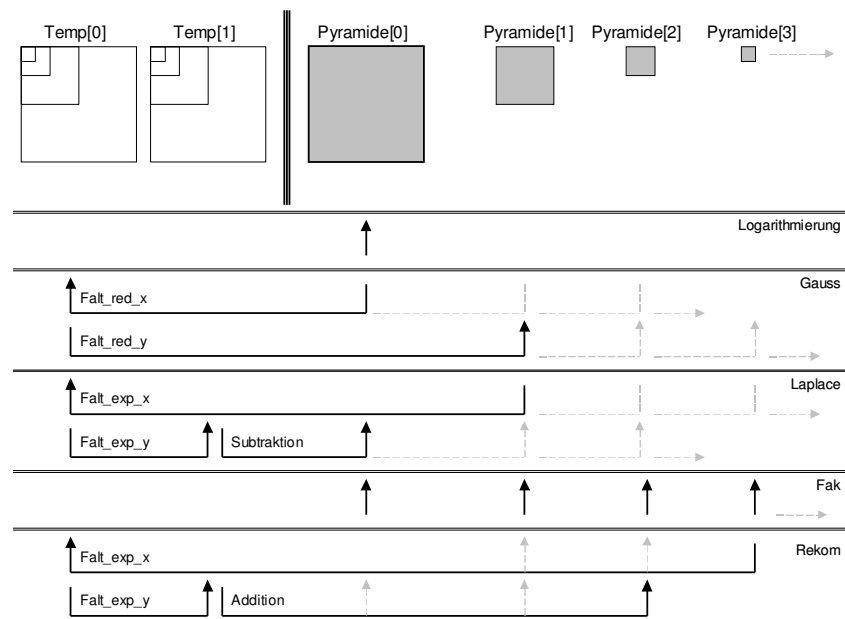 Temp[0] Temp[1] Pyramide[0] Pyramide[1] Pyramide[2] Pyramide[3]
Logarithmierung
Gauss
Falt_red_x
Falt_red_y
Laplace
Falt_exp_x
Falt_exp_y Subtraktion
Fak
Rekom
Falt_exp_x
Falt_exp_y Addition